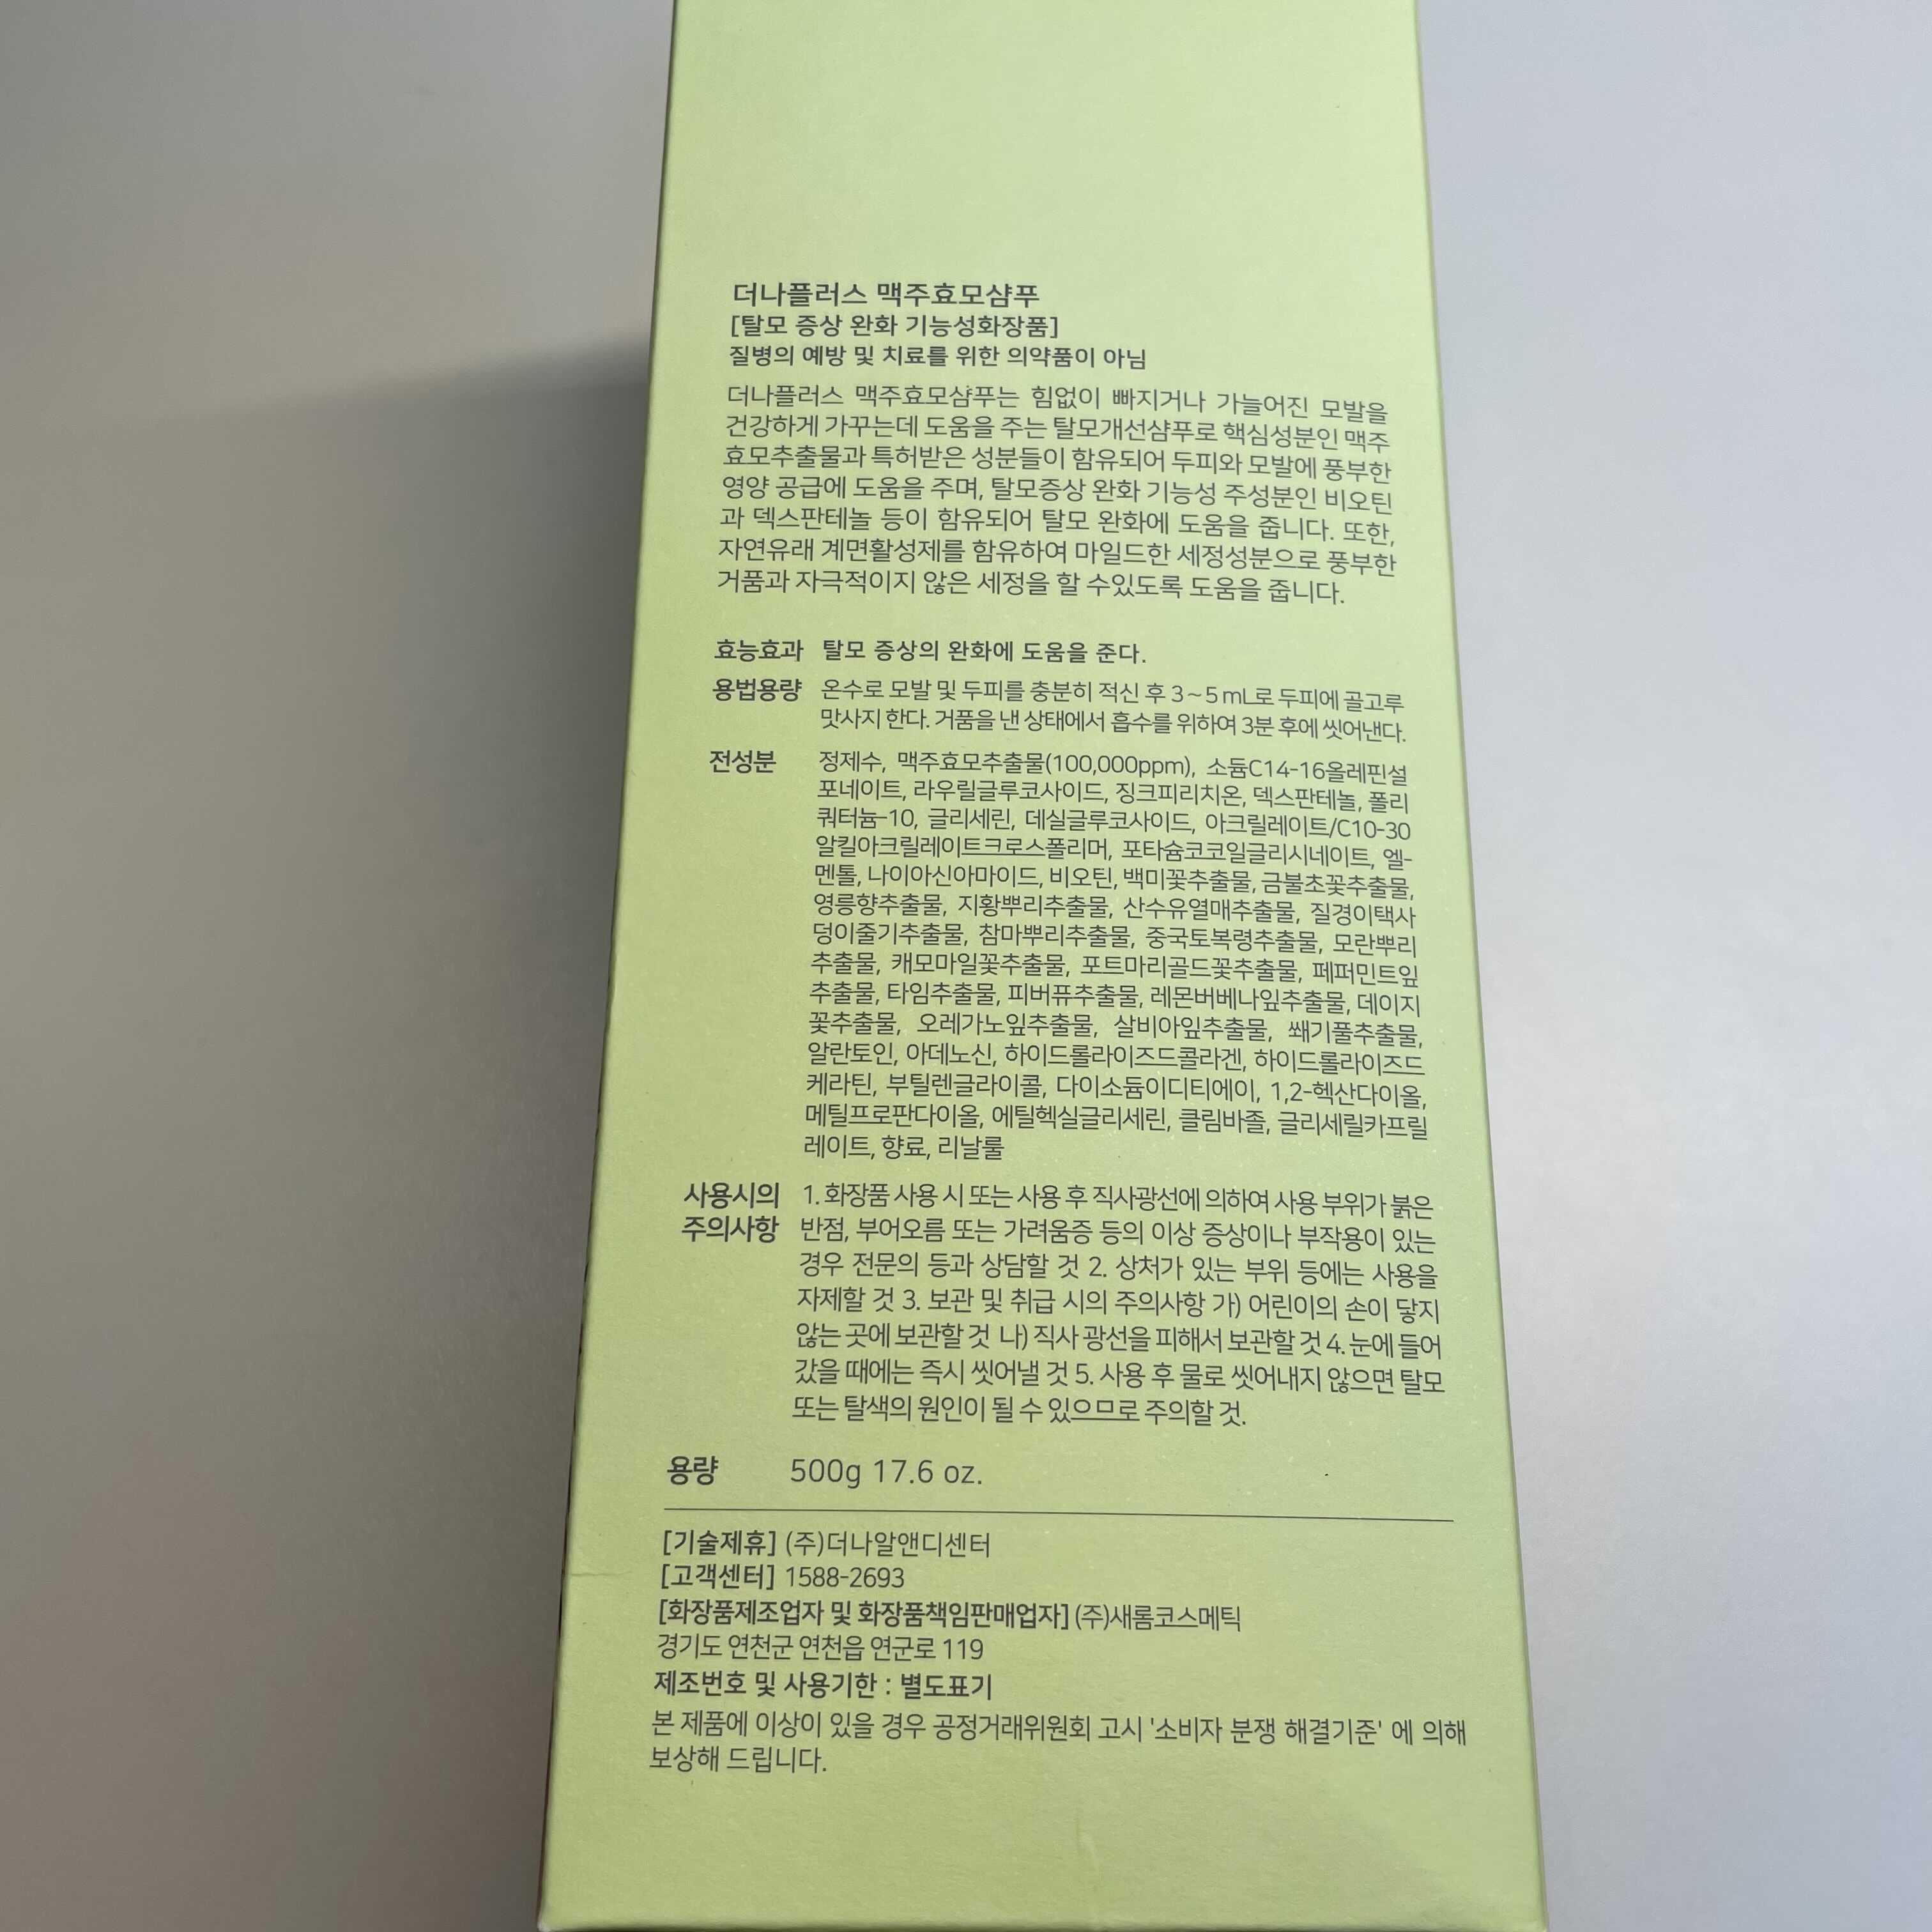 더나플러스 맥주효모샴푸
[탈모 증상 완화 기능성화장품]
질병의 예방 및 치료를 위한 의약품이 아님
더나플러스 맥주효모샴푸는 힘없이 빠지거나 가늘어진 모발을
건강하게 가꾸는데 도움을 주는 탈모개선샴푸로 핵심성분인 맥주
효모추출물과 특허받은 성분들이 함유되어 두피와 모발에 풍부한
영양 공급에 도움을 주며, 탈모증상 완화 기능성 주성분인 비오틴
과 덱스판테놀 등이 함유되어 탈모 완화에 도움을 줍니다. 또한,
자연유래 계면활성제를 함유하여 마일드한 세정성분으로 풍부한
거품과 자극적이지 않은 세정을 할 수있도록 도움을 줍니다.
효능효과 탈모 증상의 완화에 도움을 준다.
용법용량 온수로 모발 및 두피를 충분히 적신 후 3~5 mL로 두피에 골고루
맛사지 한다. 거품을 낸 상태에서 흡수를 위하여 3분 후에 씻어낸다.
전성분 정제수, 맥주효모추출물(100,000ppm), 소듐C14-16올레핀설
포네이트, 라우릴글루코사이드, 징크피리치온, 덱스판테놀, 폴리
쿼터늄-10, 글리세린, 데실글루코사이드, 아크릴레이트/C10-30
알킬아크릴레이트크로스폴리머, 포타슘코코일글리시네이트, 엘-
멘톨, 나이아신아마이드, 비오틴, 백미꽃추출물, 금불초꽃추출물,
영릉향추출물, 지황뿌리추출물, 산수유열매추출물, 질경이택사
덩이줄기추출물, 참마뿌리추출물, 중국토복령추출물, 모란뿌리
추출물, 캐모마일꽃추출물, 포트마리골드꽃추출물, 페퍼민트잎
추출물, 타임추출물, 피버퓨추출물, 레몬버베나잎추출물, 데이지
꽃추출물, 오레가노잎추출물, 살비아잎추출물, 쐐기풀추출물,
알란토인, 아데노신, 하이드롤라이즈드콜라겐, 하이드롤라이즈드
케라틴, 부틸렌글라이콜, 다이소듐이디티에이, 1,2-헥산다이올,
메틸프로판다이올, 에틸헥실글리세린, 클림바졸, 글리세릴카프릴
레이트, 향료, 리날룰
사용시의 1. 화장품 사용 시 또는 사용 후 직사광선에 의하여 사용 부위가 붉은
주의사항 반점, 부어오름 또는 가려움증 등의 이상 증상이나 부작용이 있는
경우 전문의 등과 상담할 것 2. 상처가 있는 부위 등에는 사용을
자제할 것 3. 보관 및 취급 시의 주의사항 가) 어린이의 손이 닿지
않는 곳에 보관할 것 나) 직사 광선을 피해서 보관할 것 4. 눈에 들어
갔을 때에는 즉시 씻어낼 것 5. 사용 후 물로 씻어내지 않으면 탈모
또는 탈색의 원인이 될 수 있으므로 주의할 것.
용량 500g 17.6 oz.
[기술제휴] (주)더나알앤디센터
[고객센터] 1588-2693
[화장품제조업자 및 화장품책임판매업자] (주)새롬코스메틱
경기도 연천군 연천읍 연군로 119
제조번호 및 사용기한 : 별도표기
본 제품에 이상이 있을 경우 공정거래위원회 고시 '소비자 분쟁 해결기준' 에 의해
보상해 드립니다.